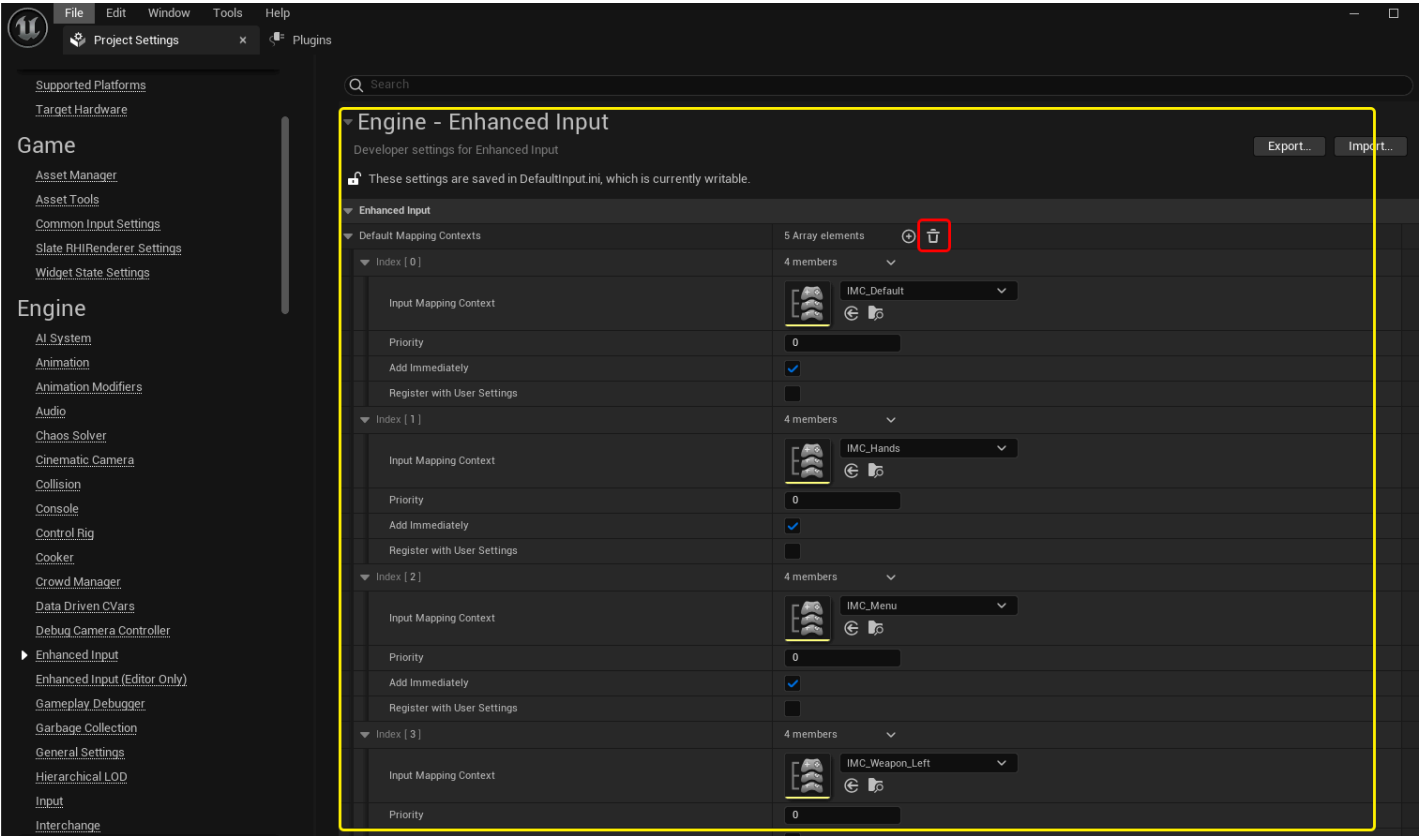 File Edit Window Tools Help
Project Settings
Plugins
Supported Platforms
Target Hardware
Game
Asset Manager
Asset Tools
Common Input Settings
Slate RHIRenderer Settings
Widget State Settings
Engine
AI System
Animation
Animation Modifiers
Audio
Chaos Solver
Cinematic Camera
Collision
Console
Control Rig
Cooker
Crowd Manager
Data Driven CVars
Debug Camera Controller
Enhanced Input
Enhanced Input (Editor Only)
Gameplay Debugger
Garbage Collection
General Settings
Hierarchical LOD
Input
Interchange
Search
Engine - Enhanced Input
Developer settings for Enhanced Input
Export... Import...
These settings are saved in DefaultInput.ini, which is currently writable.
Enhanced Input
Default Mapping Contexts 5 Array elements
Index [ 0 ] 4 members
Input Mapping Context IMC_Default
Priority 0
Add Immediately
Register with User Settings
Index [ 1 ] 4 members
Input Mapping Context IMC_Hands
Priority 0
Add Immediately
Register with User Settings
Index [ 2 ] 4 members
Input Mapping Context IMC_Menu
Priority 0
Add Immediately
Register with User Settings
Index [ 3 ] 4 members
Input Mapping Context IMC_Weapon_Left
Priority 0